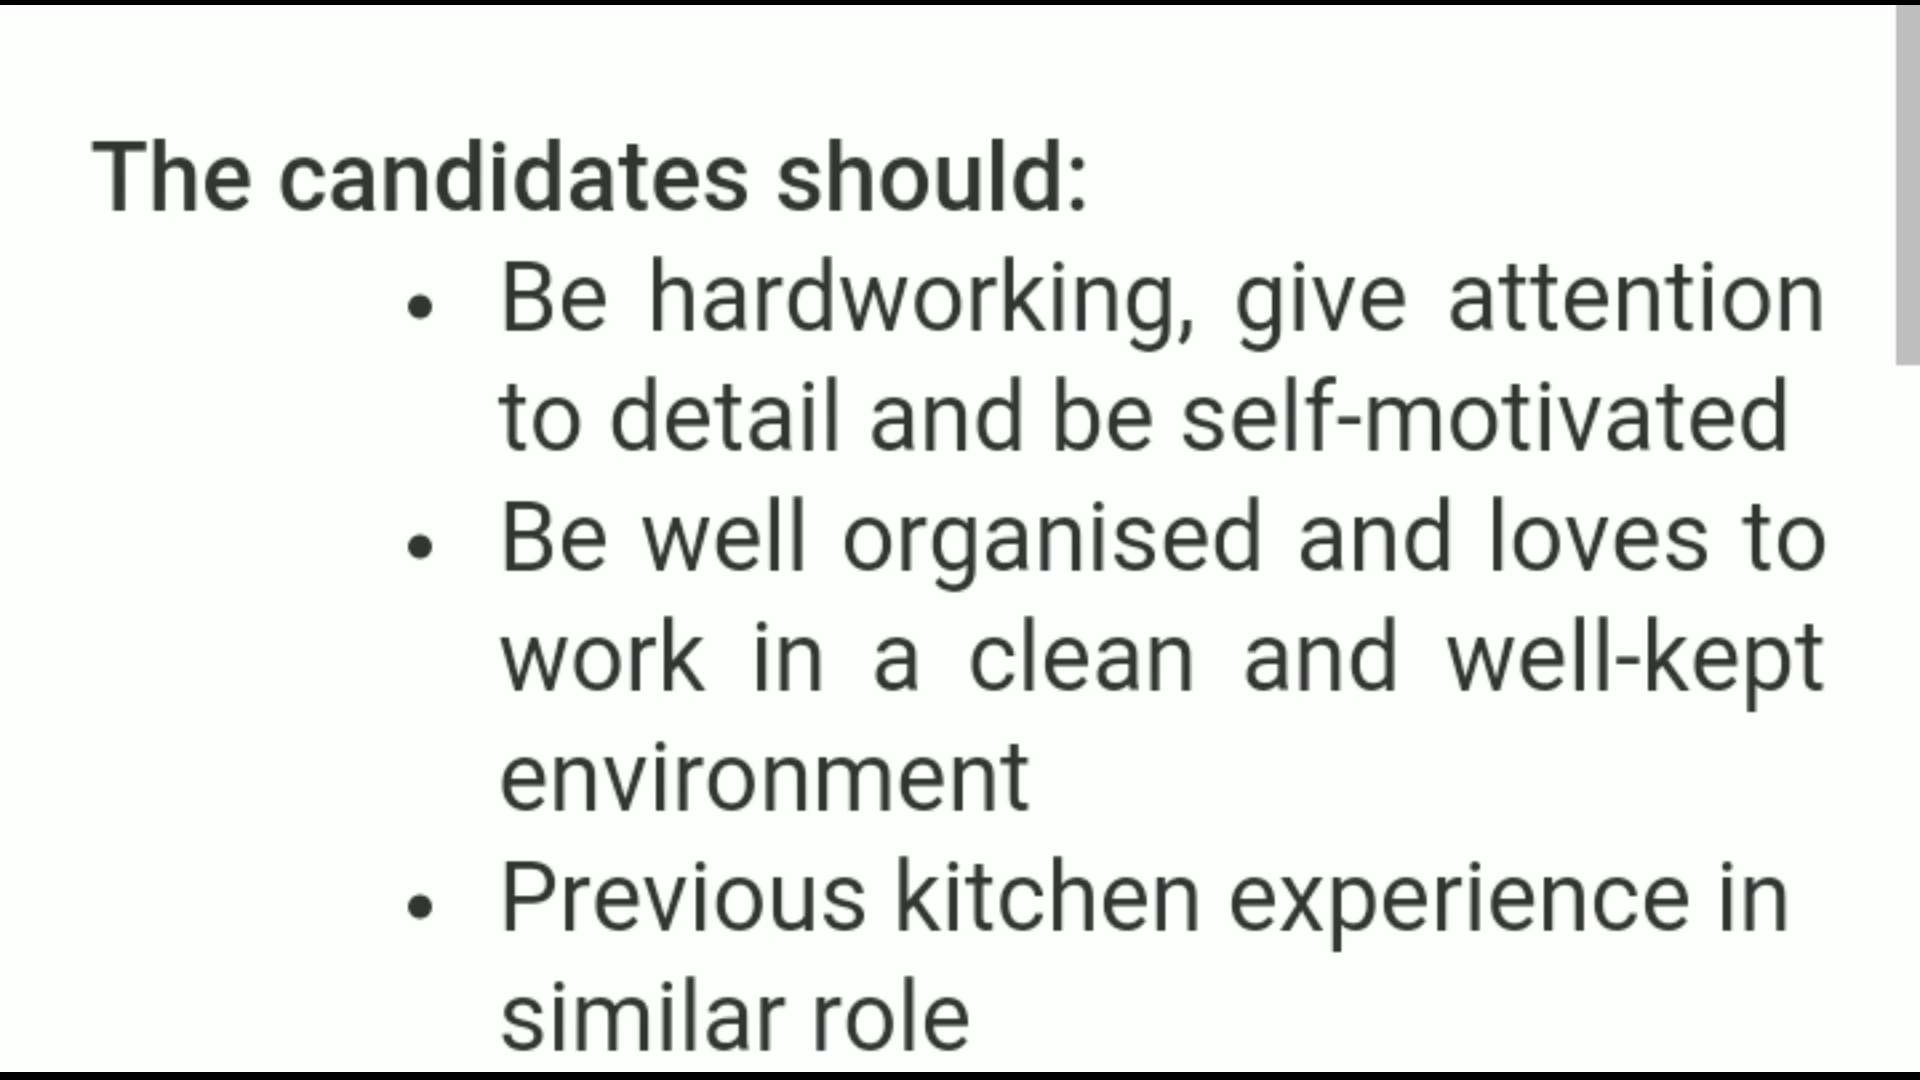 The candidates should:
• Be hardworking, give attention
to detail and be self-motivated
• Be well organised and loves to
work in a clean and well-kept
environment
• Previous kitchen experience in
similar role